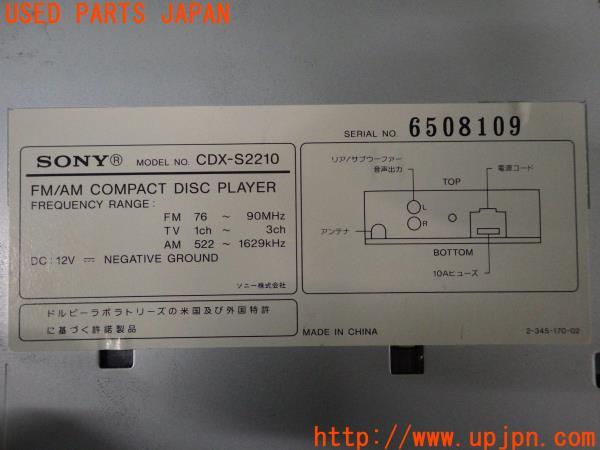 USED PARTS JAPAN
SERIAL NO. 6508109
SONY® MODEL NO. CDX-S2210
FM/AM COMPACT DISC PLAYER
FREQUENCY RANGE :
FM 76 ~ 90MHz
TV 1ch ~ 3ch
AM 522 ~ 1629kHz
DC : 12V ⎓ NEGATIVE GROUND
ソニー株式会社
ドルビーラボラトリーズの米国及び外国特許
に基づく許諾製品
リア/サブウーファー
音声出力
電源コード
TOP
L
R
アンテナ
BOTTOM
10Aヒューズ
MADE IN CHINA
2-345-170-02
http://www.upjpn.com/